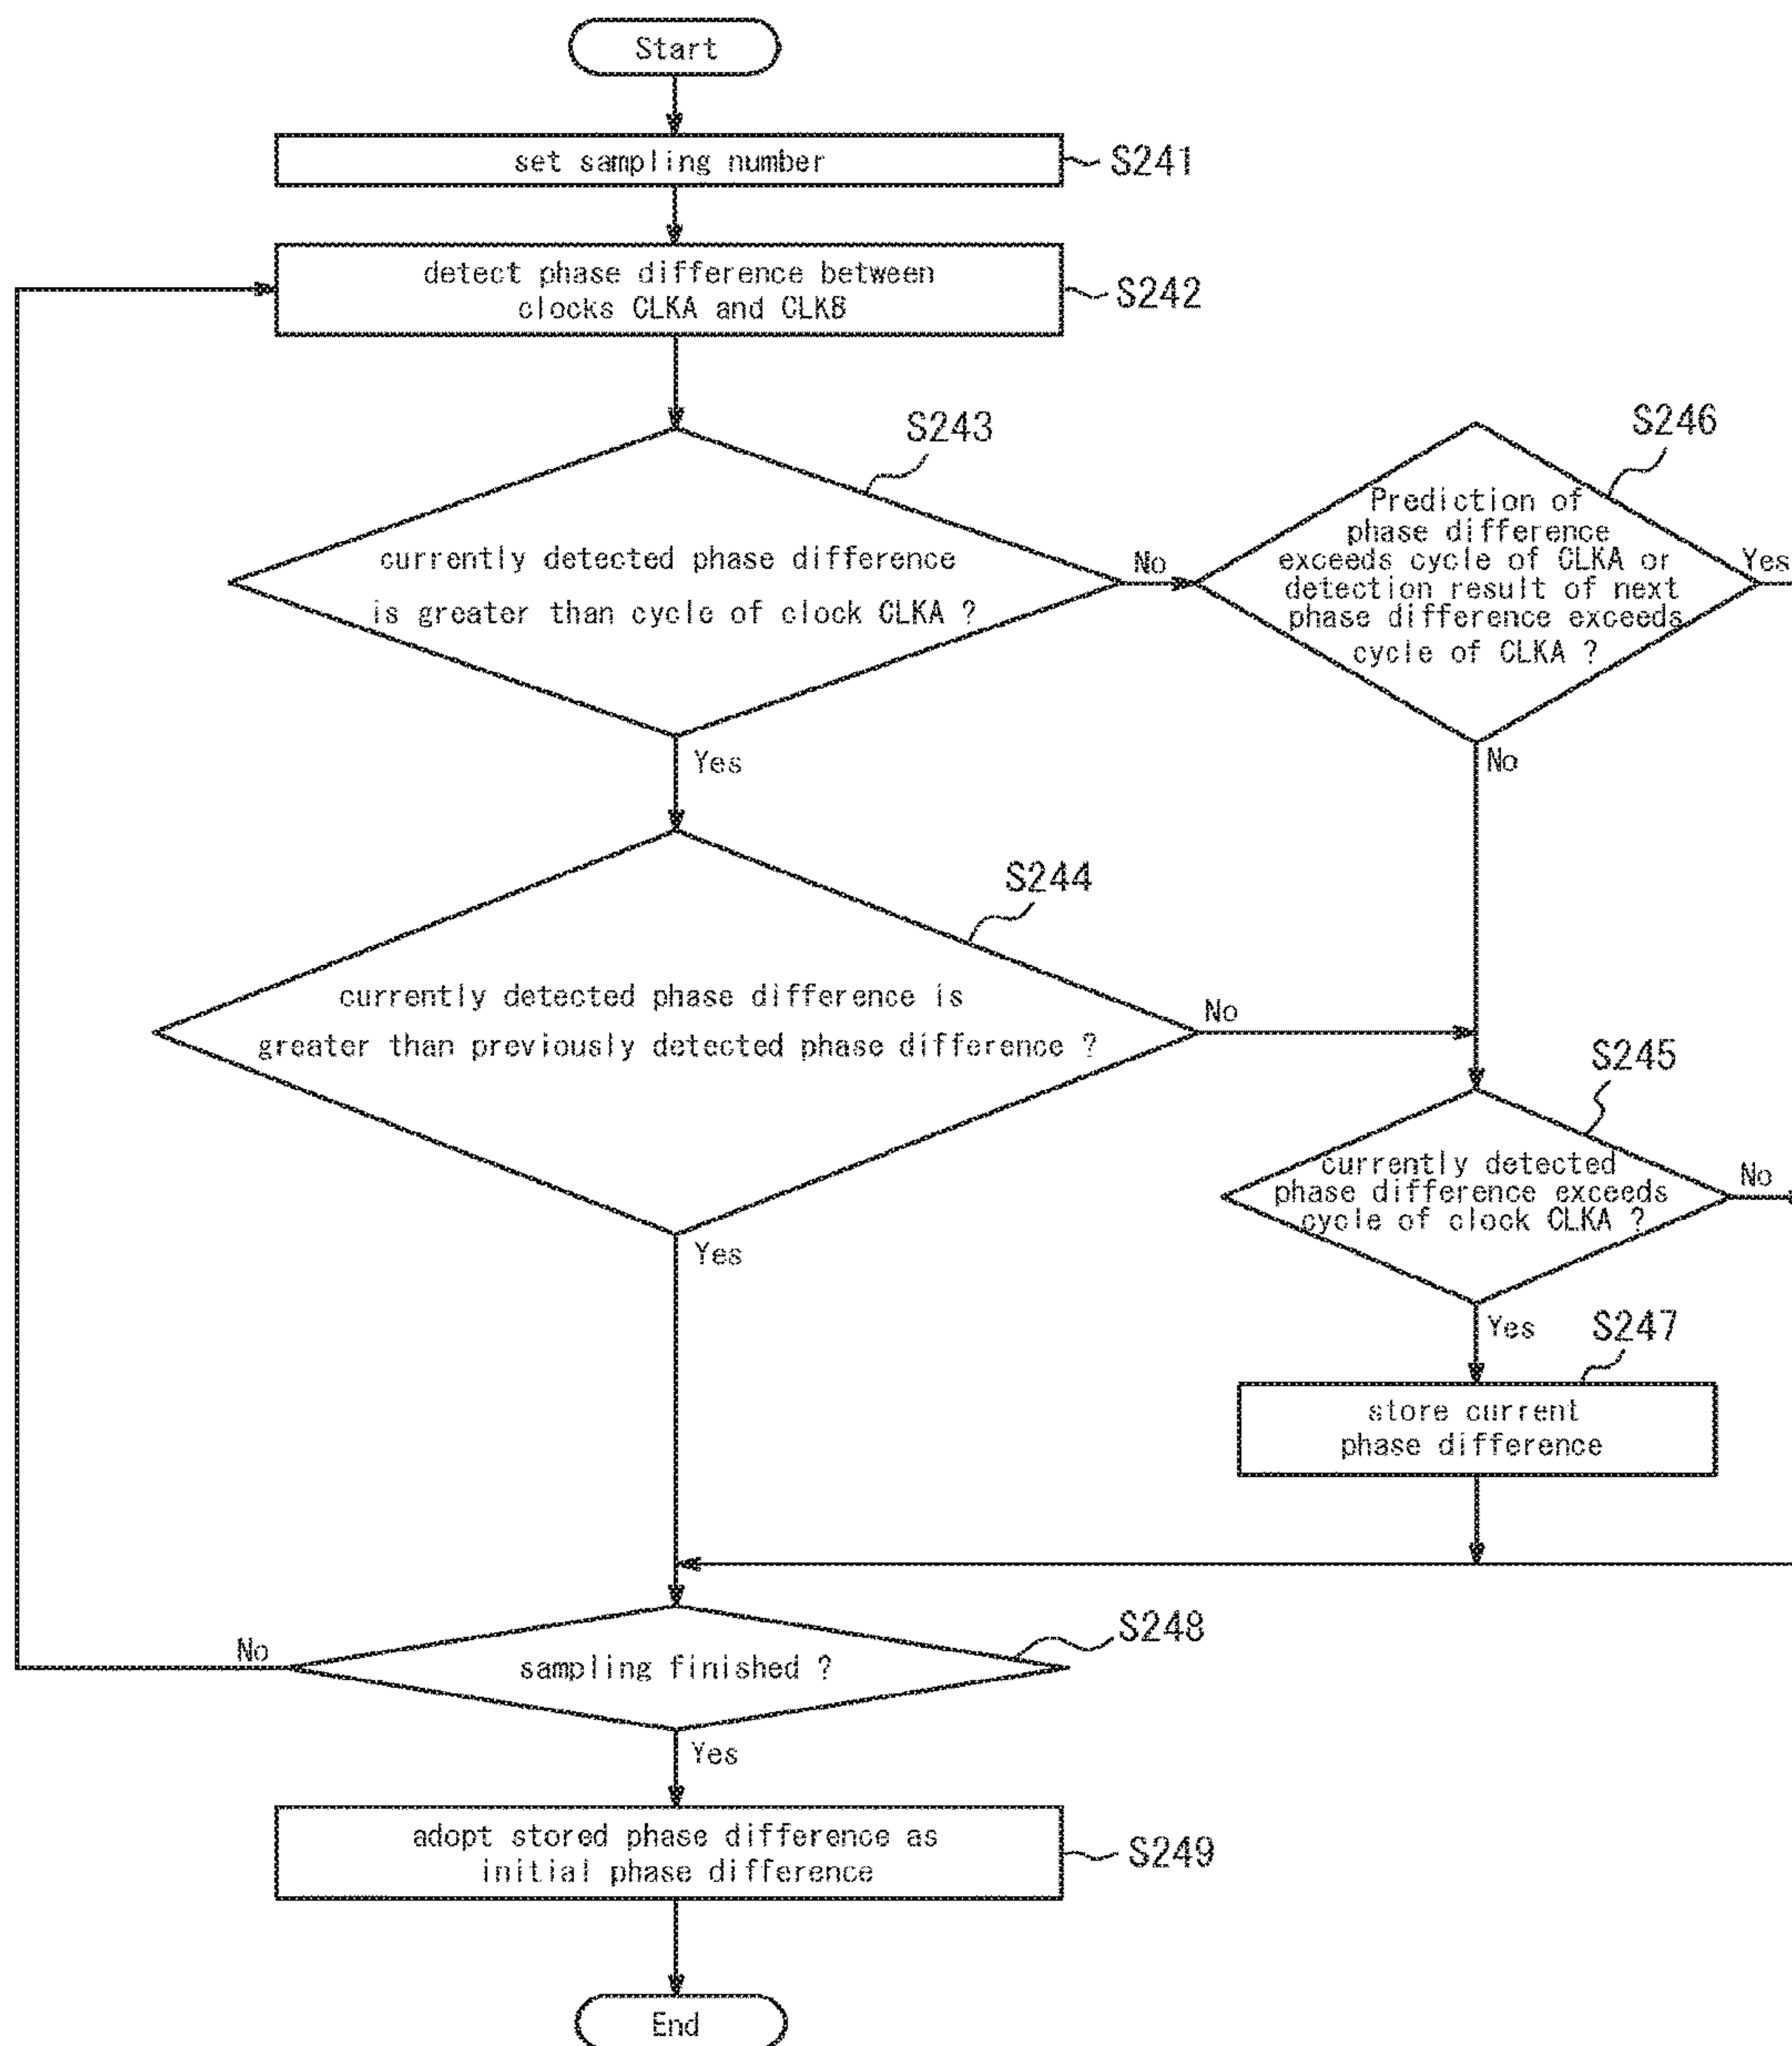 Start
set sampling number
S241
detect phase difference between
clocks CLKA and CLKB
S242
S243
currently detected phase difference
is greater than cycle of clock CLKA ?
No
Yes
S246
Prediction of
phase difference
exceeds cycle of CLKA or
detection result of next
phase difference exceeds
cycle of CLKA ?
Yes
No
S244
currently detected phase difference is
greater than previously detected phase difference ?
No
Yes
S245
currently detected
phase difference exceeds
cycle of clock CLKA ?
No
Yes
S247
store current
phase difference
S248
sampling finished ?
No
Yes
adopt stored phase difference as
initial phase difference
S249
End